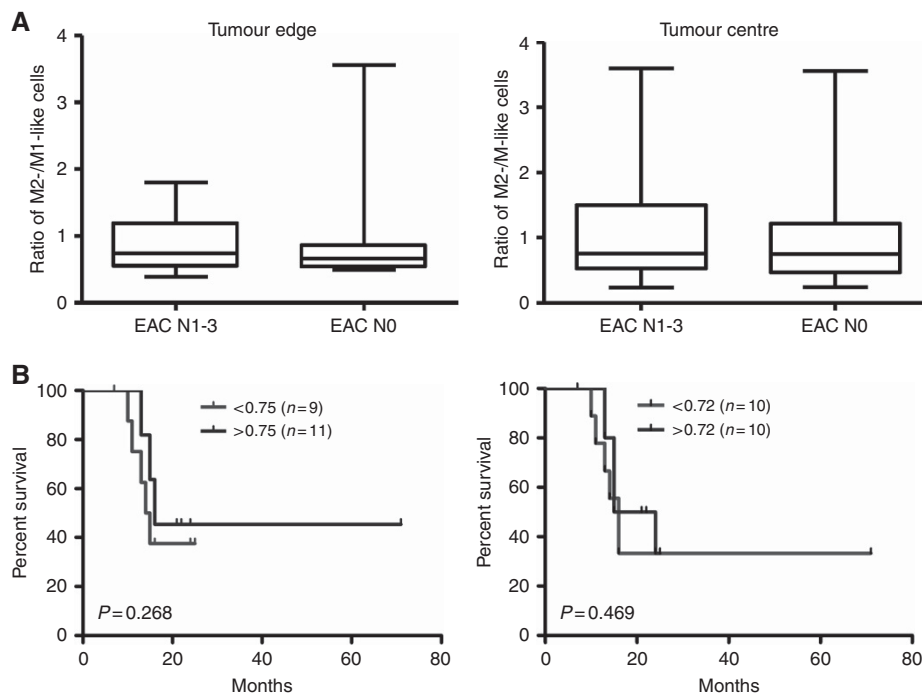 A
Tumour edge
Ratio of M2-/M1-like cells
4
3
2
1
0
EAC N1-3
EAC N0
Tumour centre
Ratio of M2-/M-like cells
4
3
2
1
0
EAC N1-3
EAC N0
B
Percent survival
100
80
60
40
20
0
<0.75 (n=9)
>0.75 (n=11)
P=0.268
0
20
40
60
80
Months
Percent survival
100
80
60
40
20
0
<0.72 (n=10)
>0.72 (n=10)
P=0.469
0
20
40
60
80
Months